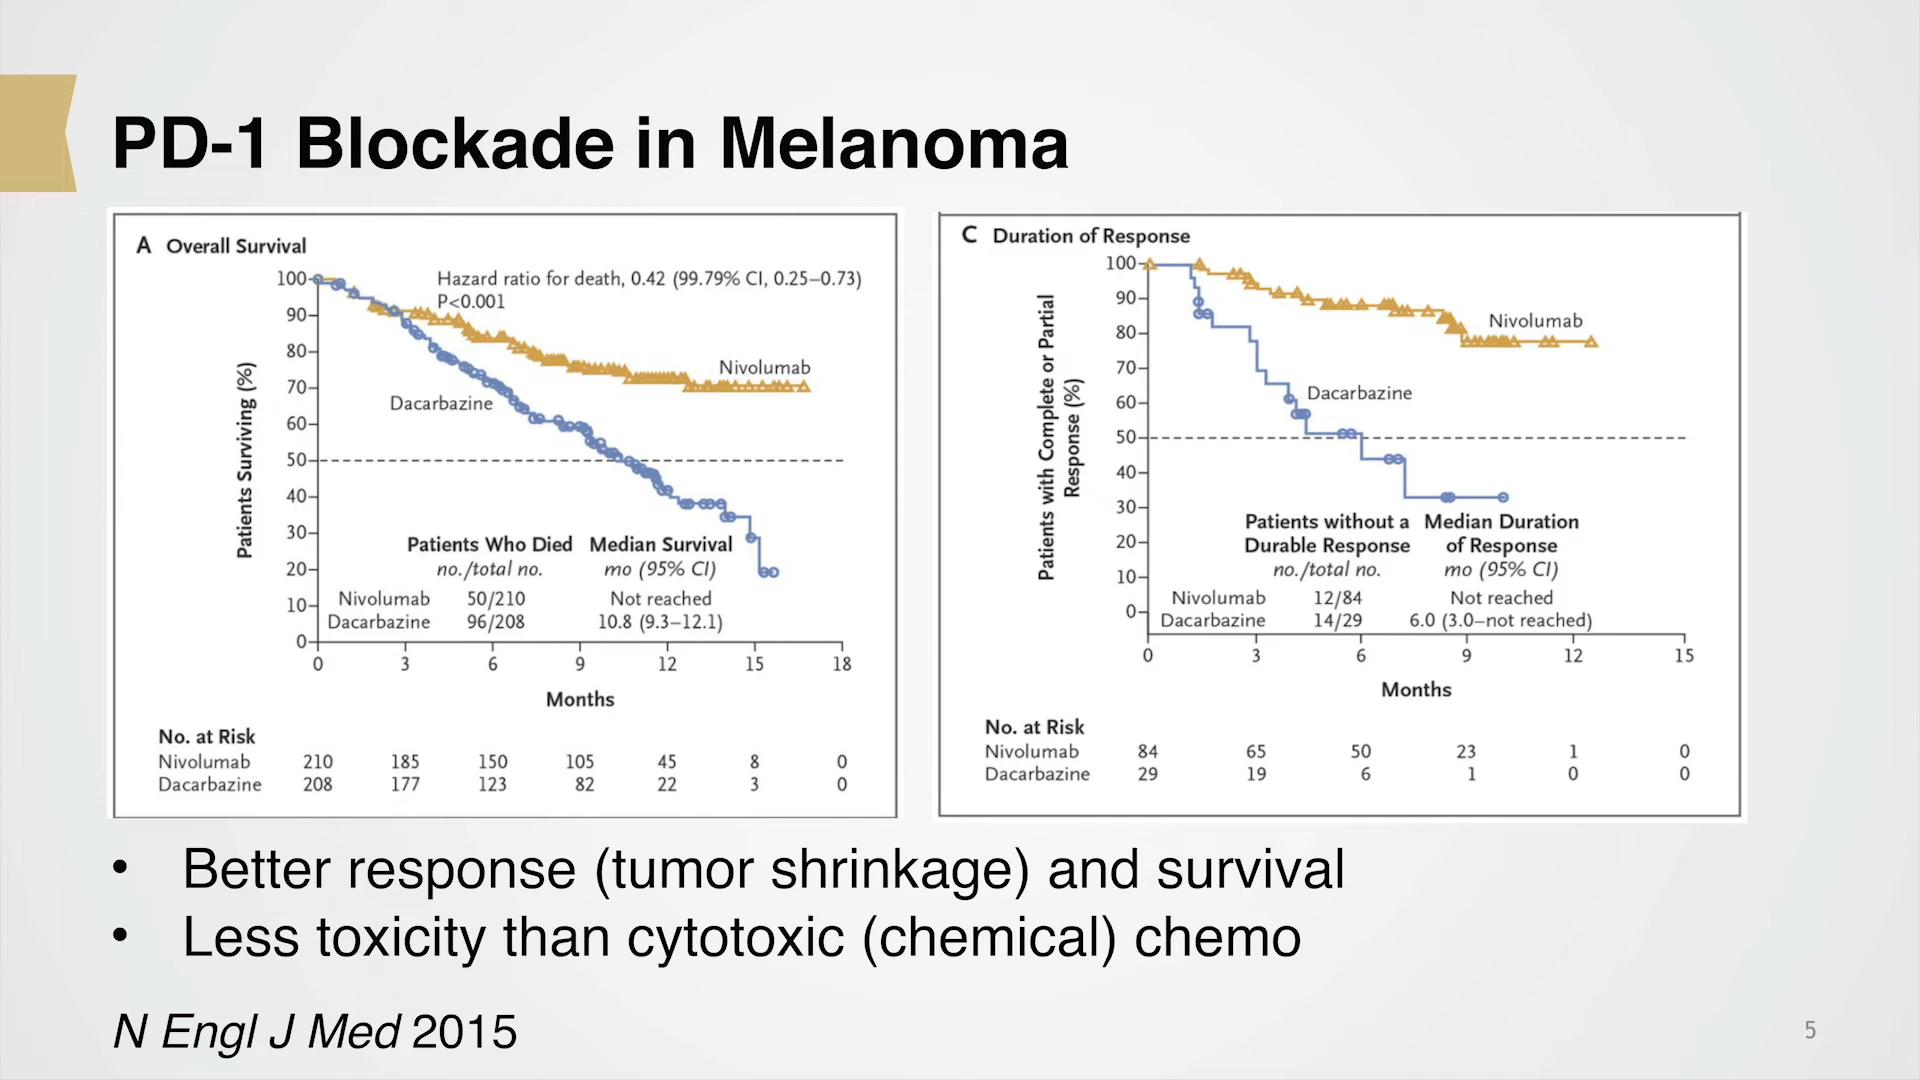 PD-1 Blockade in Melanoma
A Overall Survival
Hazard ratio for death, 0.42 (99.79% CI, 0.25–0.73)
P<0.001
Patients Surviving (%)
100
90
80
70
60
50
40
30
20
10
0
Nivolumab
Dacarbazine
Patients Who Died Median Survival
no./total no. mo (95% CI)
Nivolumab 50/210 Not reached
Dacarbazine 96/208 10.8 (9.3–12.1)
0 3 6 9 12 15 18
Months
No. at Risk
Nivolumab 210 185 150 105 45 8 0
Dacarbazine 208 177 123 82 22 3 0
C Duration of Response
Patients with Complete or Partial
Response (%)
100
90
80
70
60
50
40
30
20
10
0
Nivolumab
Dacarbazine
Patients without a Median Duration
Durable Response of Response
no./total no. mo (95% CI)
Nivolumab 12/84 Not reached
Dacarbazine 14/29 6.0 (3.0–not reached)
0 3 6 9 12 15
Months
No. at Risk
Nivolumab 84 65 50 23 1 0
Dacarbazine 29 19 6 1 0 0
• Better response (tumor shrinkage) and survival
• Less toxicity than cytotoxic (chemical) chemo
N Engl J Med 2015
5